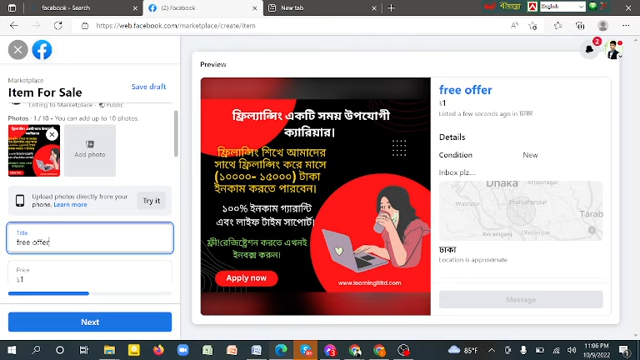 facebook - Search
(2) Facebook
New tab
English
https://web.facebook.com/marketplace/create/item
2
Marketplace
Item For Sale
Save draft
Listing to Marketplace · Public
Photos · 1 / 10 · You can add up to 10 photos.
Add photo
Upload photos directly from your
phone. Learn more
Try it
Title
free offer
Price
৳1
Next
Preview
ফ্রিল্যান্সিং একটি সময় উপযোগী
ক্যারিয়ার।
ফ্রিলান্সিং শিখে আমাদের
সাথে ফ্রিলান্সিং করে মাসে
(১০০০০- ১৫০০০) টাকা
ইনকাম করতে পারবেন।
১০০% ইনকাম গ্যারান্টি
এবং লাইফ টাইম সাপোর্ট।
ফ্রী!রেজিষ্ট্রেশন করতে এখনই
ইনবক্স করুন।
Apply now
free offer
৳1
Listed a few seconds ago in ঢাকা
Details
Condition
New
Inbox plz...
Dhaka
ঢাকা
Location is approximate
Message
85°F
11:06 PM
10/9/2022